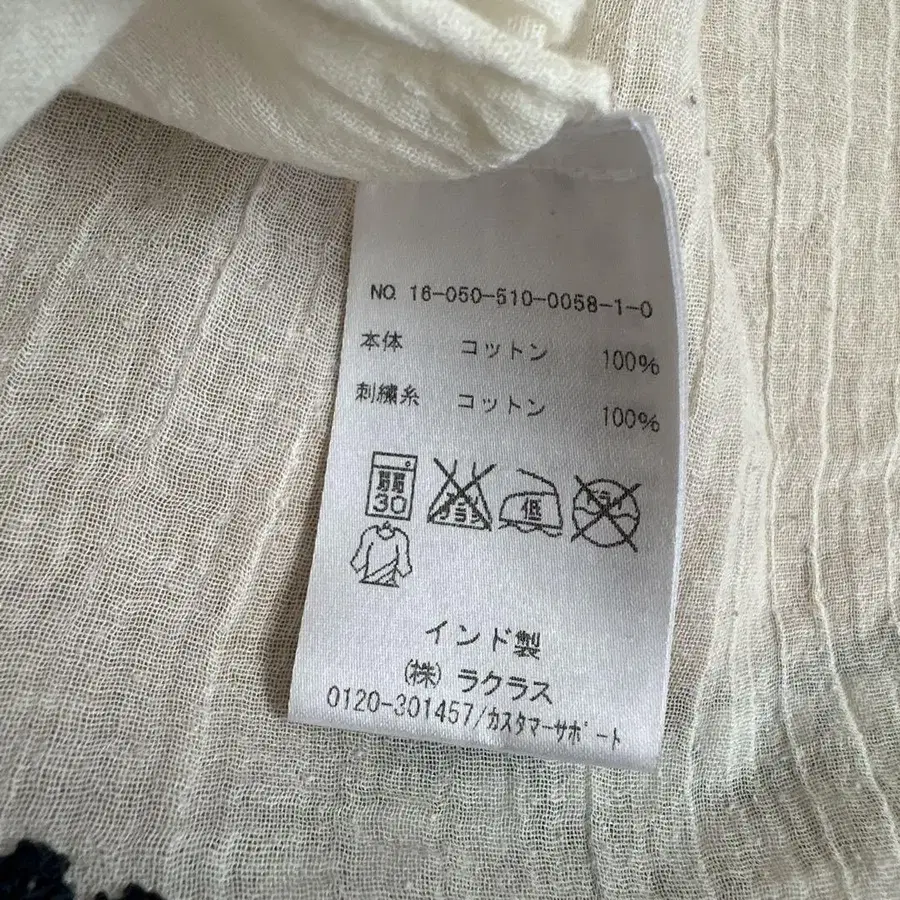 NO. 16-050-510-0058-1-0
本体 コットン 100%
刺繍糸 コットン 100%
弱 30 低
インド製
(株) ラクラス
0120-301457/カスタマーサポート